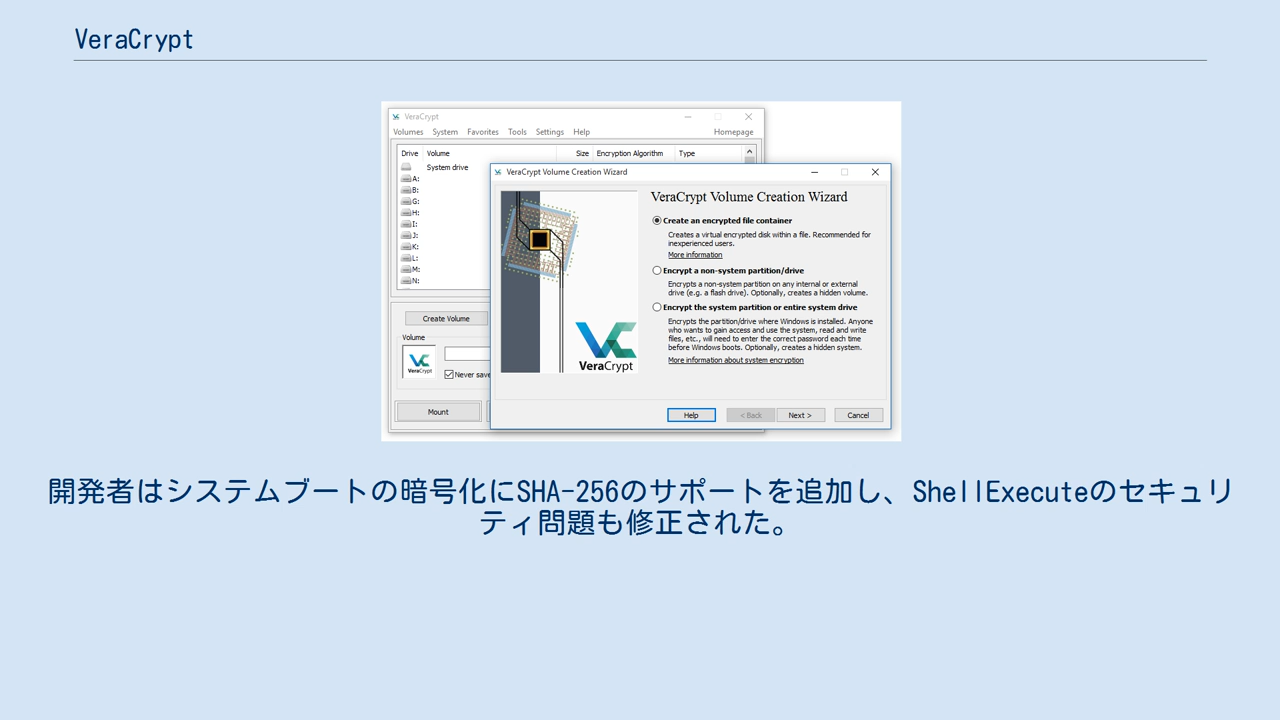 VeraCrypt
VeraCrypt
Volumes System Favorites Tools Settings Help Homepage
Drive Volume Size Encryption Algorithm Type
System drive
A:
B:
G:
H:
I:
J:
K:
L:
M:
N:
Create Volume
Volume
VeraCrypt
Never save
Mount
VeraCrypt Volume Creation Wizard
VeraCrypt Volume Creation Wizard
Create an encrypted file container
Creates a virtual encrypted disk within a file. Recommended for
inexperienced users.
More information
Encrypt a non-system partition/drive
Encrypts a non-system partition on any internal or external
drive (e.g. a flash drive). Optionally, creates a hidden volume.
Encrypt the system partition or entire system drive
Encrypts the partition/drive where Windows is installed. Anyone
who wants to gain access and use the system, read and write
files, etc., will need to enter the correct password each time
before Windows boots. Optionally, creates a hidden system.
More information about system encryption
VeraCrypt
Help < Back Next > Cancel
開発者はシステムブートの暗号化にSHA-256のサポートを追加し、ShellExecuteのセキュリ
ティ問題も修正された。